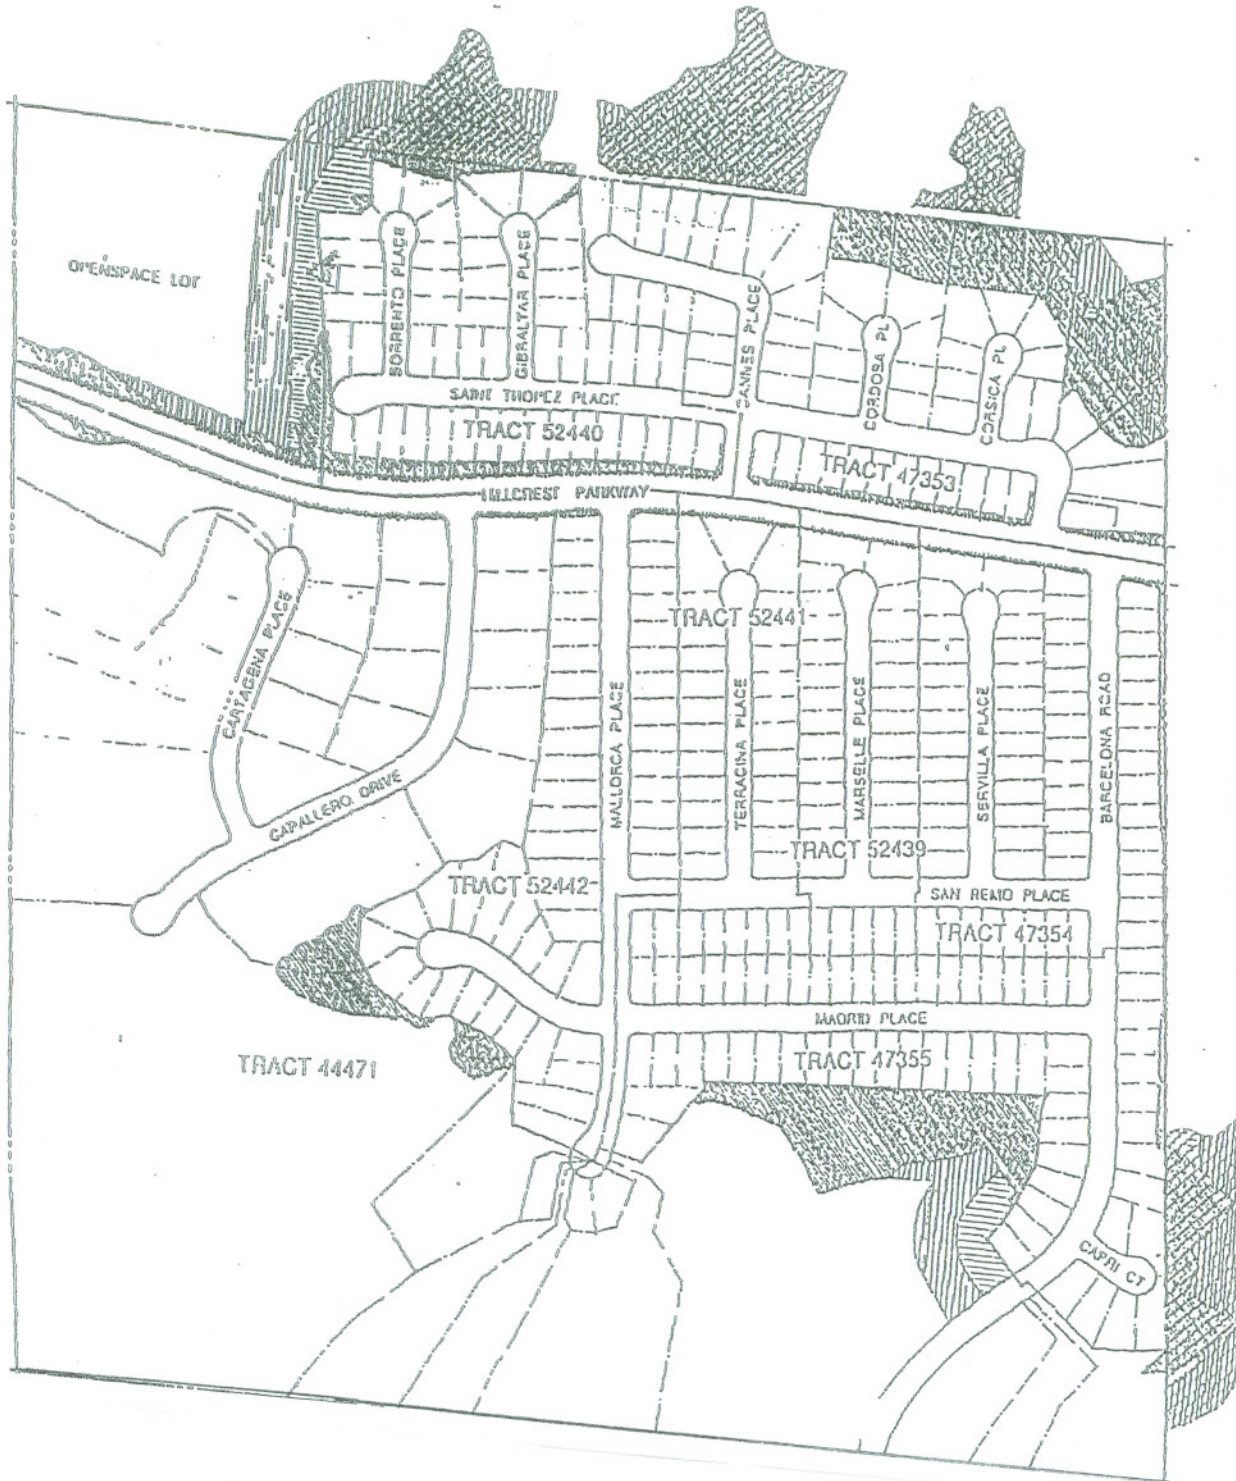 OPENSPACE LOT
SORRENTO PLACE
GIBRALTAR PLACE
CANNES PLACE
CORDOBA PL
CORSICA PL
SAINT TROPEZ PLACE
TRACT 52440
TRACT 47353
HILLCREST PARKWAY
CARTAGENA PLACE
TRACT 52441
MALLORCA PLACE
TERRACINA PLACE
MARSELLE PLACE
SERVILLA PLACE
BARCELONA ROAD
CABALLERO DRIVE
TRACT 52439
TRACT 52442
SAN REMO PLACE
TRACT 47354
MADRID PLACE
TRACT 44471
TRACT 47355
CAPRI CT